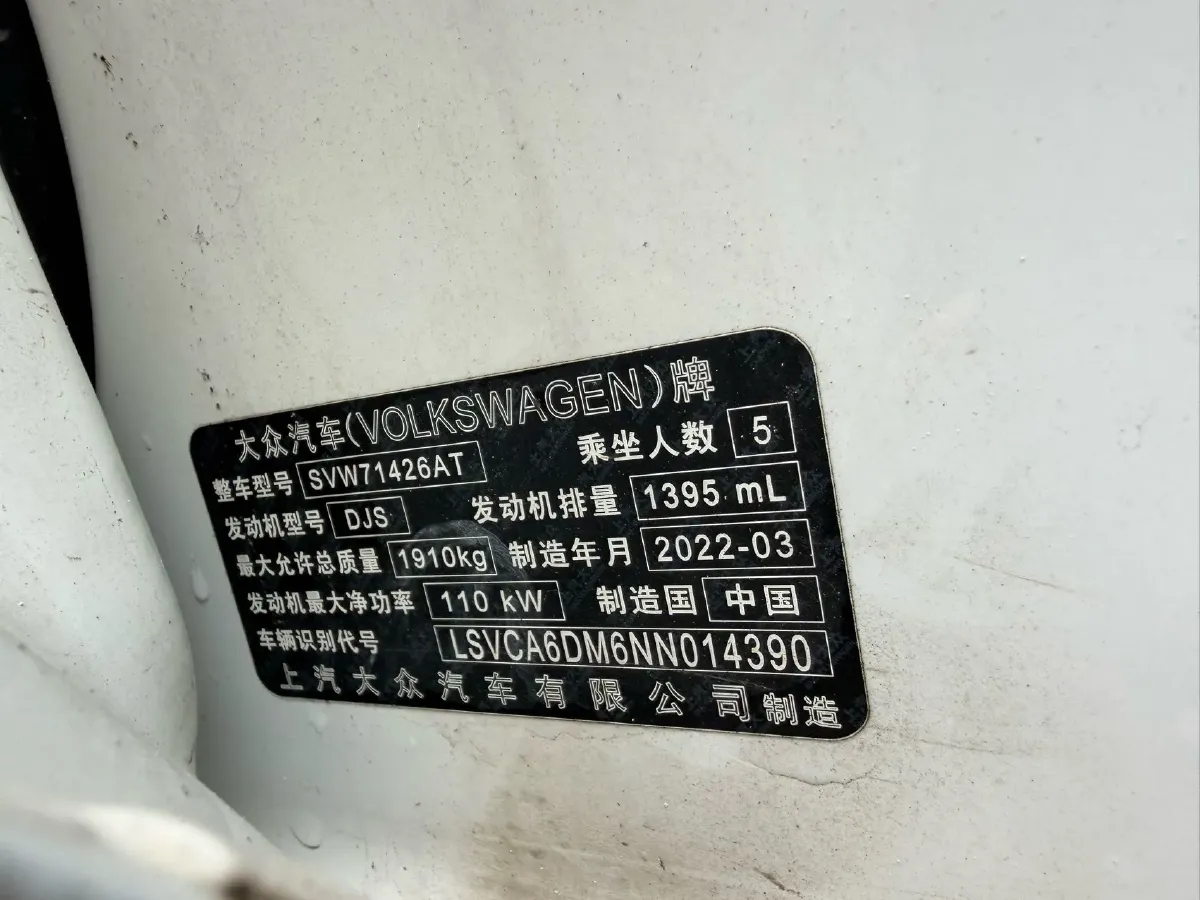 大众汽车(VOLKSWAGEN)牌
整车型号 SVW71426AT 乘坐人数 5
发动机型号 DJS 发动机排量 1395 mL
最大允许总质量 1910kg 制造年月 2022-03
发动机最大净功率 110 kW 制造国 中国
车辆识别代号 LSVCA6DM6NN014390
上汽大众汽车有限公司制造